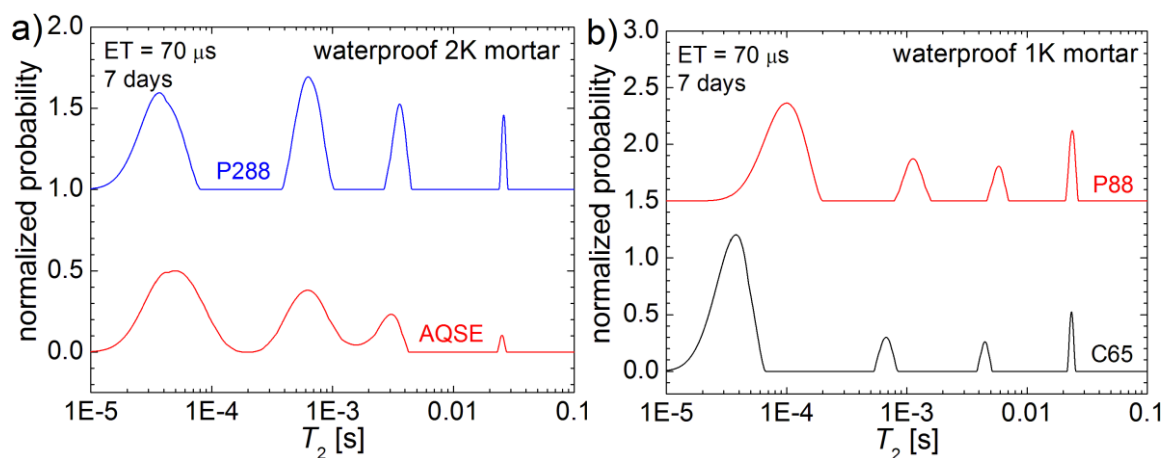 a)
ET = 70 μs
7 days
waterproof 2K mortar
P288
AQSE
normalized probability
2.0
1.5
1.0
0.5
0.0
1E-5
1E-4
1E-3
0.01
0.1
T2 [s]
b)
ET = 70 μs
7 days
waterproof 1K mortar
P88
C65
normalized probability
3.0
2.5
2.0
1.5
1.0
0.5
0.0
1E-5
1E-4
1E-3
0.01
0.1
T2 [s]